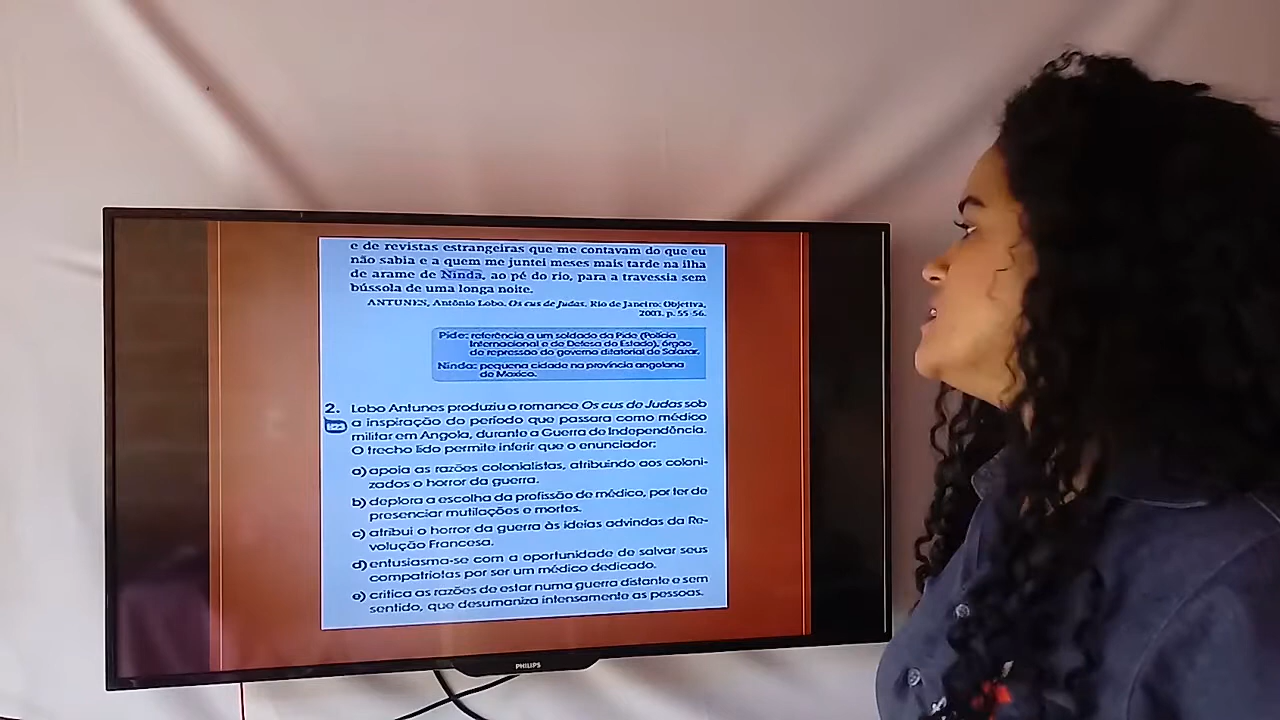 e de revistas estrangeiras que me contavam do que eu
não sabia e a quem me juntei meses mais tarde na ilha
de arame de Ninda, ao pé do rio, para a travessia sem
bússola de uma longa noite.
ANTUNES, António Lobo. Os cus de Judas. Rio de Janeiro: Objetiva,
2003. p. 55-56.
Pide: referência a um soldado da Pide (Polícia
Internacional e de Defesa do Estado), órgão
de repressão do governo ditatorial de Salazar.
Ninda: pequena cidade na província angolana
de Moxico.
2. Lobo Antunes produziu o romance Os cus de Judas sob
a inspiração do período que passara como médico
militar em Angola, durante a Guerra de Independência.
O trecho lido permite inferir que o enunciador:
a) apoia as razões colonialistas, atribuindo aos coloni-
zados o horror da guerra.
b) deplora a escolha da profissão de médico, por ter de
presenciar mutilações e mortes.
c) atribui o horror da guerra às ideias advindas da Re-
volução Francesa.
d) entusiasma-se com a oportunidade de salvar seus
compatriotas por ser um médico dedicado.
e) critica as razões de estar numa guerra distante e sem
sentido, que desumaniza intensamente as pessoas.
PHILIPS